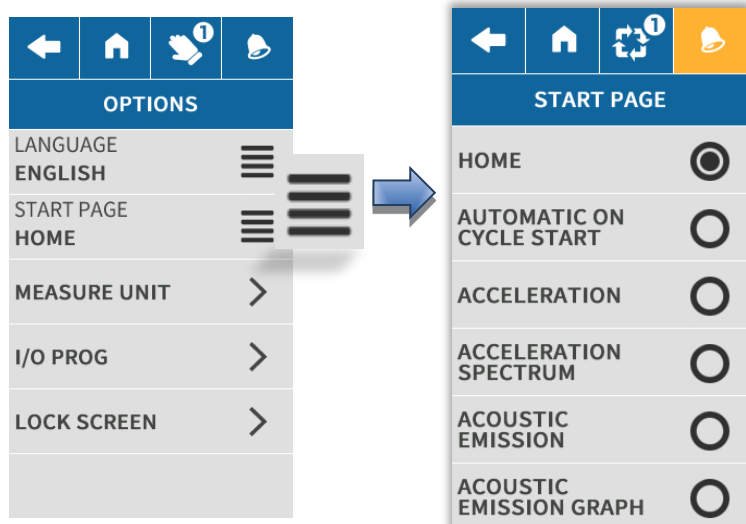 1
OPTIONS
LANGUAGE
ENGLISH
START PAGE
HOME
MEASURE UNIT
I/O PROG
LOCK SCREEN
1
START PAGE
HOME
AUTOMATIC ON
CYCLE START
ACCELERATION
ACCELERATION
SPECTRUM
ACOUSTIC
EMISSION
ACOUSTIC
EMISSION GRAPH